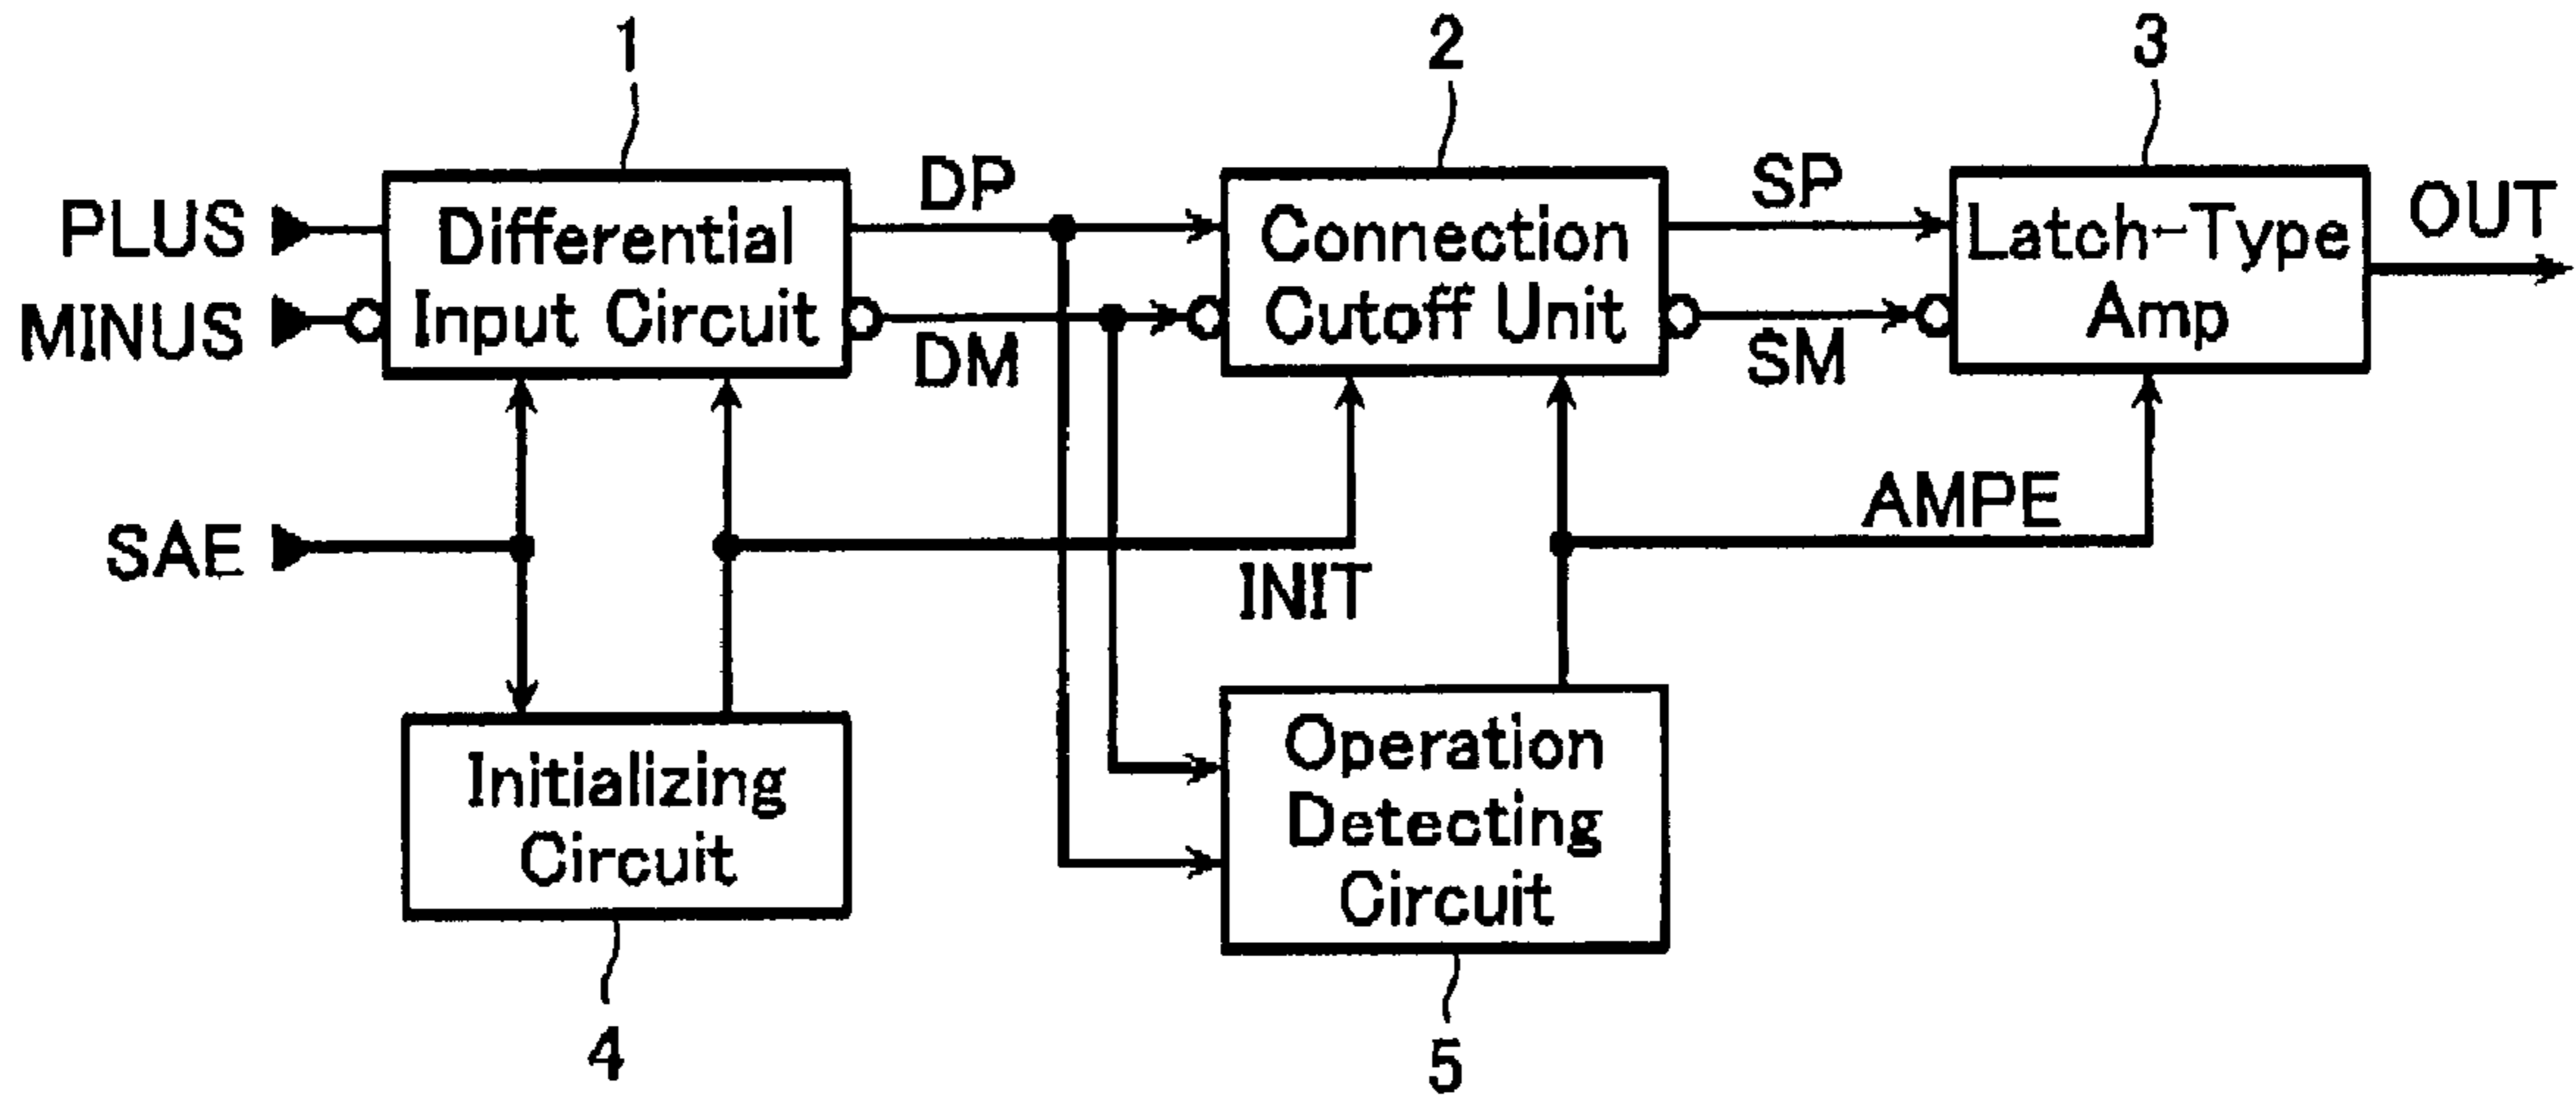 1
2
3
PLUS
MINUS
SAE
Differential
Input Circuit
DP
DM
Connection
Cutoff Unit
SP
SM
Latch-Type
Amp
OUT
INIT
AMPE
Initializing
Circuit
Operation
Detecting
Circuit
4
5